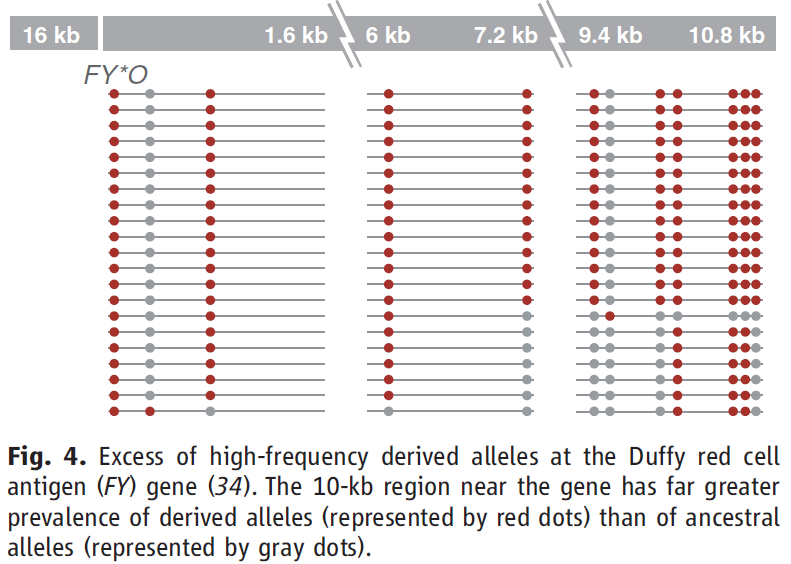 16 kb 1.6 kb 6 kb 7.2 kb 9.4 kb 10.8 kb
FY*O
Fig. 4. Excess of high-frequency derived alleles at the Duffy red cell
antigen (FY) gene (34). The 10-kb region near the gene has far greater
prevalence of derived alleles (represented by red dots) than of ancestral
alleles (represented by gray dots).